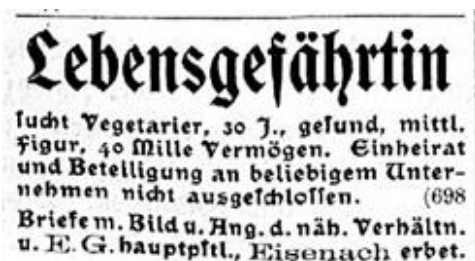 Lebensgefährtin
sucht Vegetarier, 30 J., gesund, mittl.
Figur, 40 Mille Vermögen. Einheirat
und Beteiligung an beliebigem Unter-
nehmen nicht ausgeschlossen. (698
Briefe m. Bild u. Ang. d. näh. Verhältn.
u. E. G. hauptpstl., Eisenach erbet.